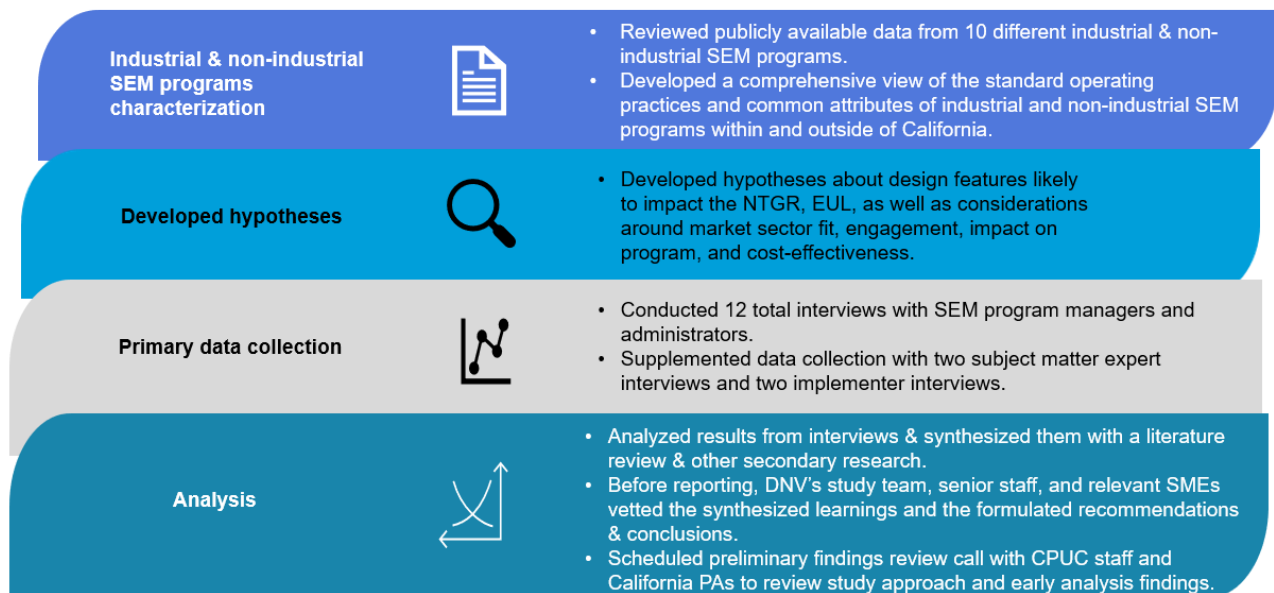 Industrial & non-industrial
SEM programs
characterization
• Reviewed publicly available data from 10 different industrial & non-
industrial SEM programs.
• Developed a comprehensive view of the standard operating
practices and common attributes of industrial and non-industrial SEM
programs within and outside of California.
Developed hypotheses
• Developed hypotheses about design features likely
to impact the NTGR, EUL, as well as considerations
around market sector fit, engagement, impact on
program, and cost-effectiveness.
Primary data collection
• Conducted 12 total interviews with SEM program managers and
administrators.
• Supplemented data collection with two subject matter expert
interviews and two implementer interviews.
Analysis
• Analyzed results from interviews & synthesized them with a literature
review & other secondary research.
• Before reporting, DNV's study team, senior staff, and relevant SMEs
vetted the synthesized learnings and the formulated recommendations
& conclusions.
• Scheduled preliminary findings review call with CPUC staff and
California PAs to review study approach and early analysis findings.